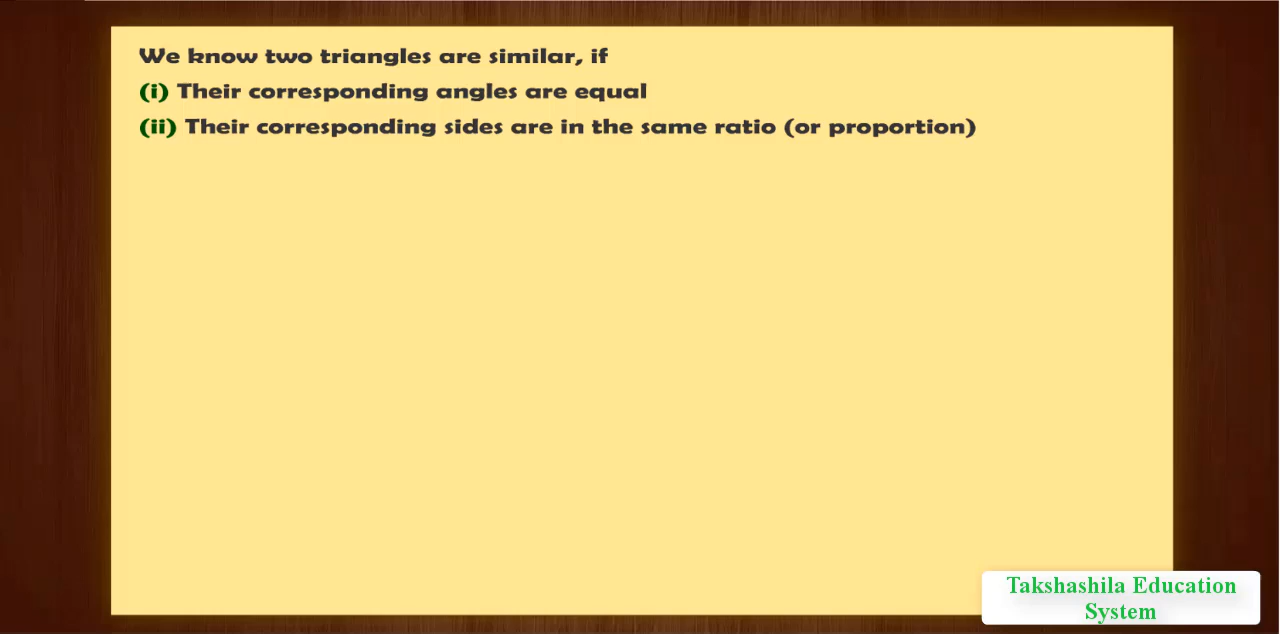 We know two triangles are similar, if
(i) Their corresponding angles are equal
(ii) Their corresponding sides are in the same ratio (or proportion)
Takshashila Education
System